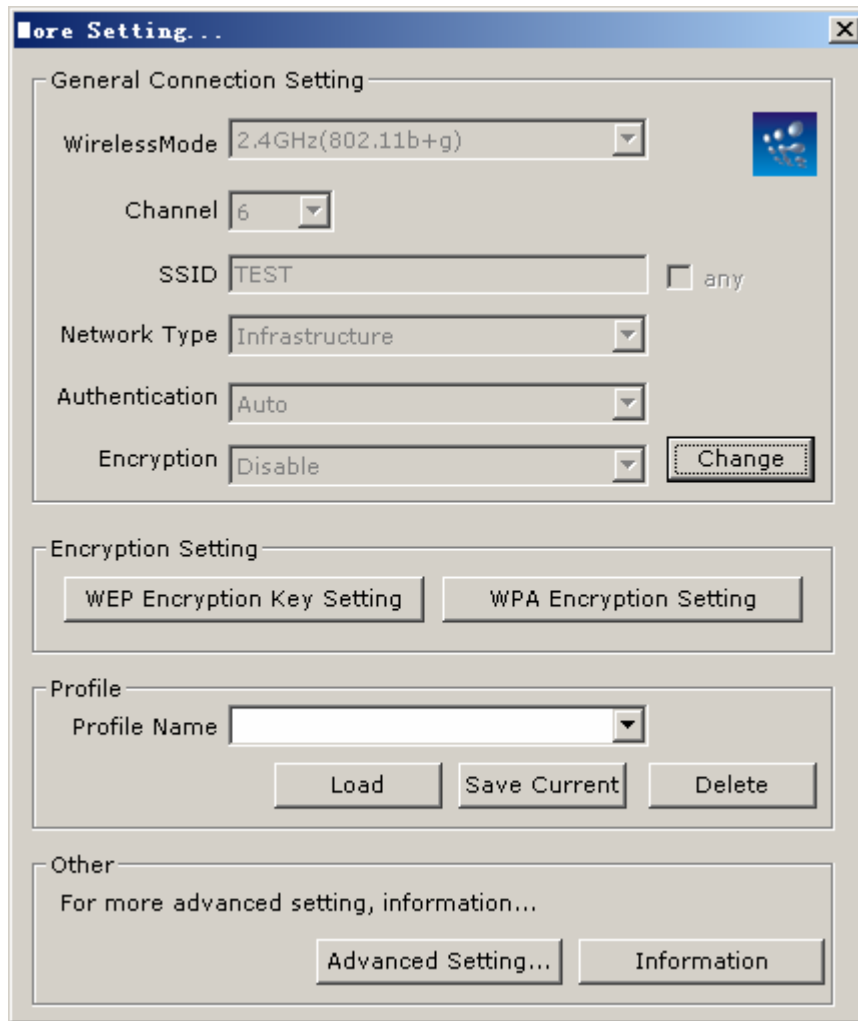 More Setting...
General Connection Setting
WirelessMode 2.4GHz(802.11b+g)
Channel 6
SSID TEST any
Network Type Infrastructure
Authentication Auto
Encryption Disable Change
Encryption Setting
WEP Encryption Key Setting WPA Encryption Setting
Profile
Profile Name
Load Save Current Delete
Other
For more advanced setting, information...
Advanced Setting... Information